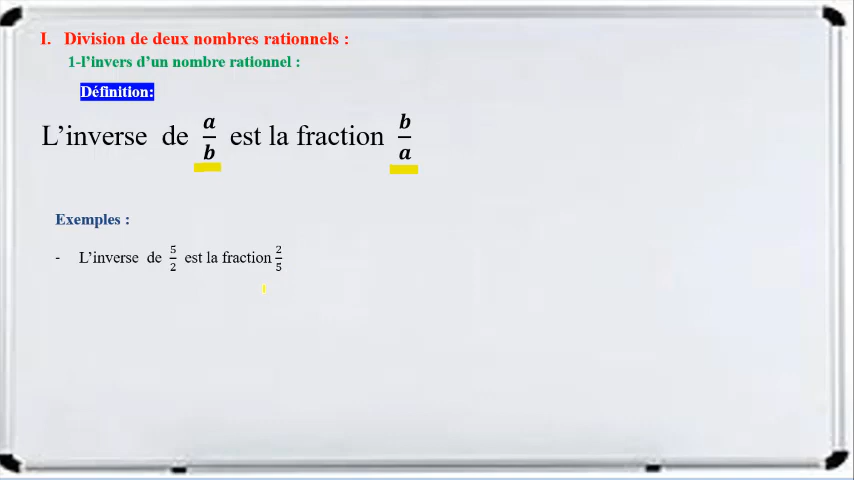 I. Division de deux nombres rationnels :
1-l’invers d’un nombre rationnel :
Définition:
L’inverse de a/b est la fraction b/a
Exemples :
- L’inverse de 5/2 est la fraction 2/5